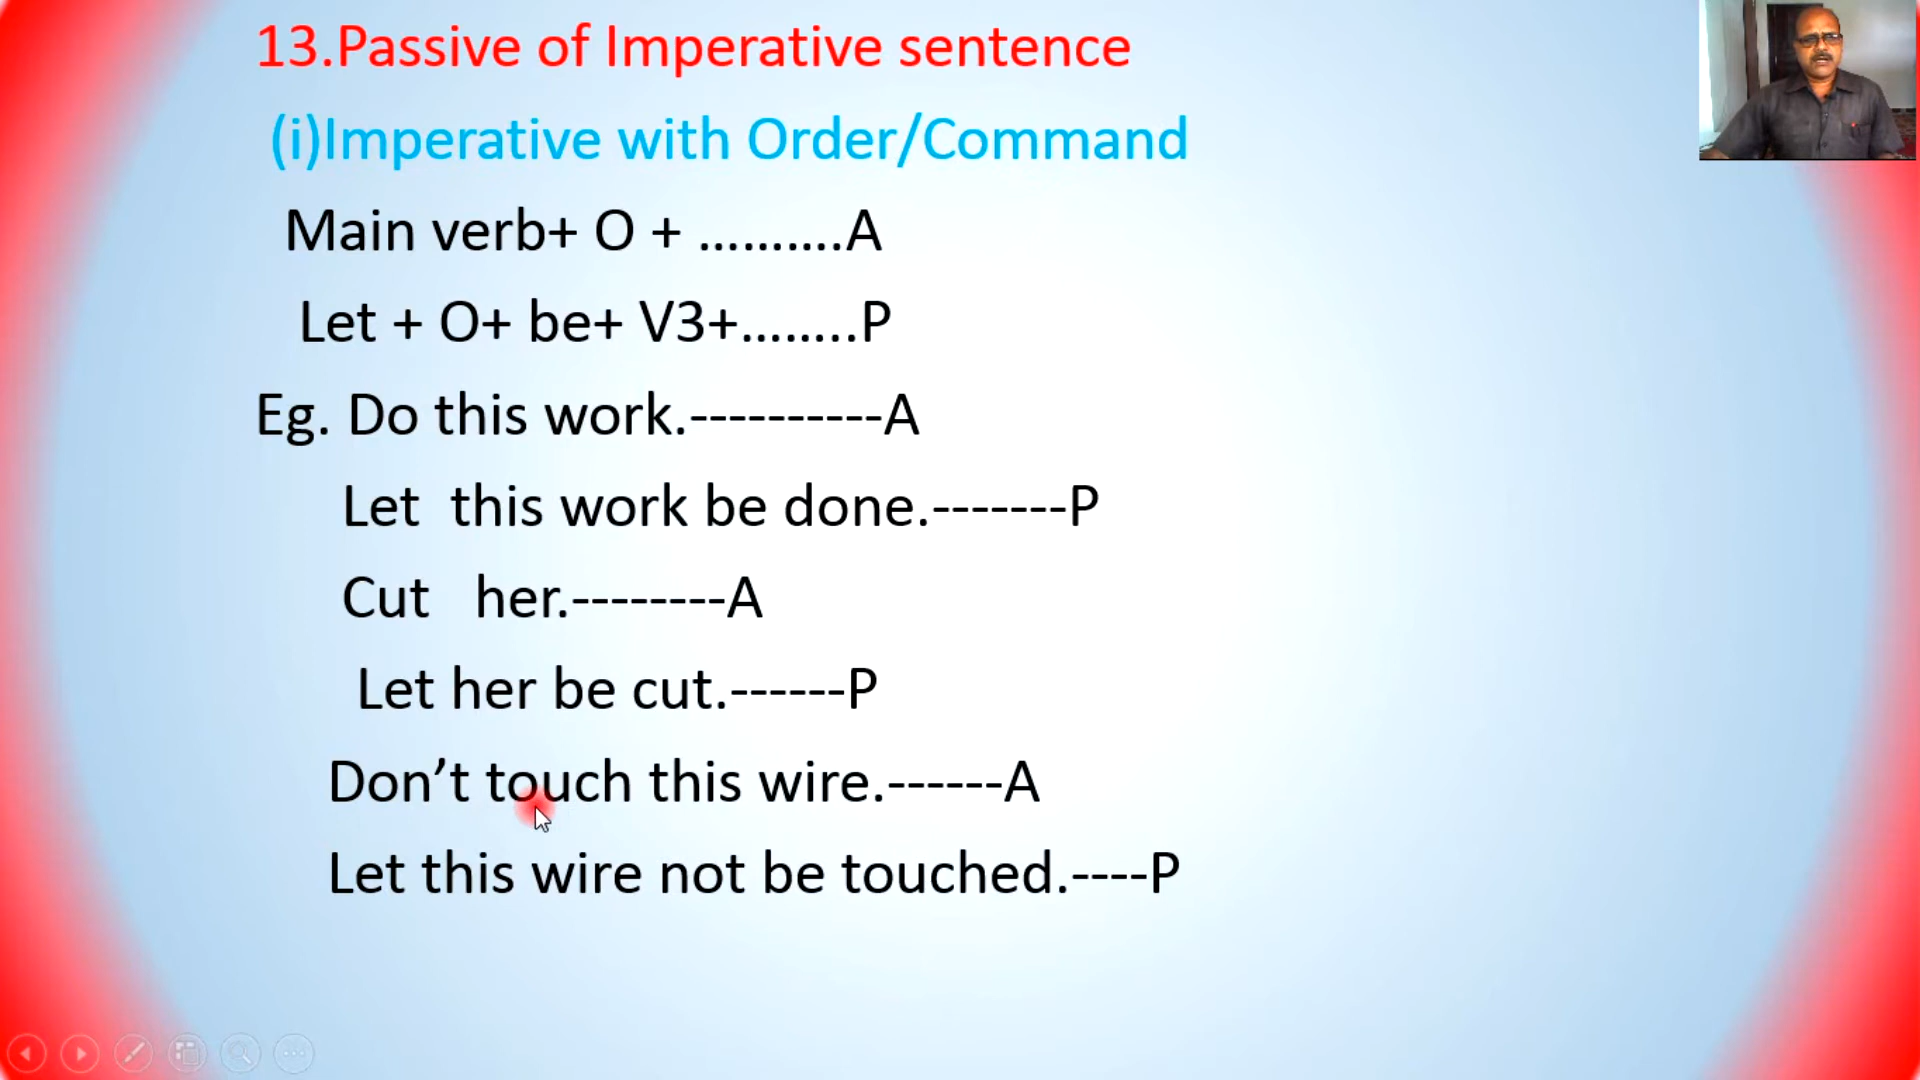 13.Passive of Imperative sentence
(i)Imperative with Order/Command
Main verb+ O + ..........A
Let + O+ be+ V3+........P
Eg. Do this work.----------A
Let  this work be done.-------P
Cut   her.--------A
Let her be cut.------P
Don’t touch this wire.------A
Let this wire not be touched.----P